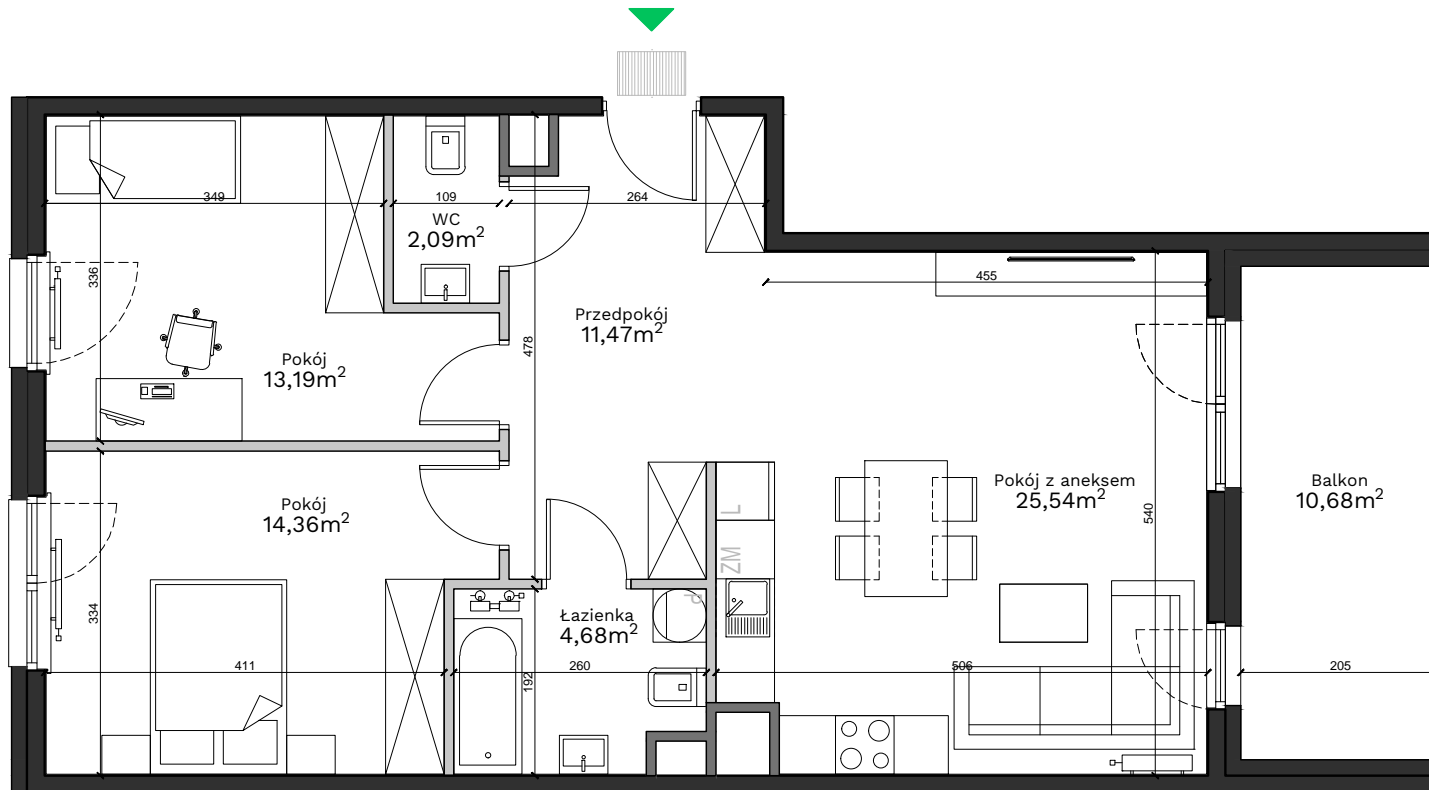 349
109
264
WC
2,09m²
336
455
Przedpokój
11,47m²
478
Pokój
13,19m²
Pokój
14,36m²
Pokój z aneksem
25,54m²
Balkon
10,68m²
L
ZM
540
334
Łazienka
4,68m²
p
411
260
192
506
205